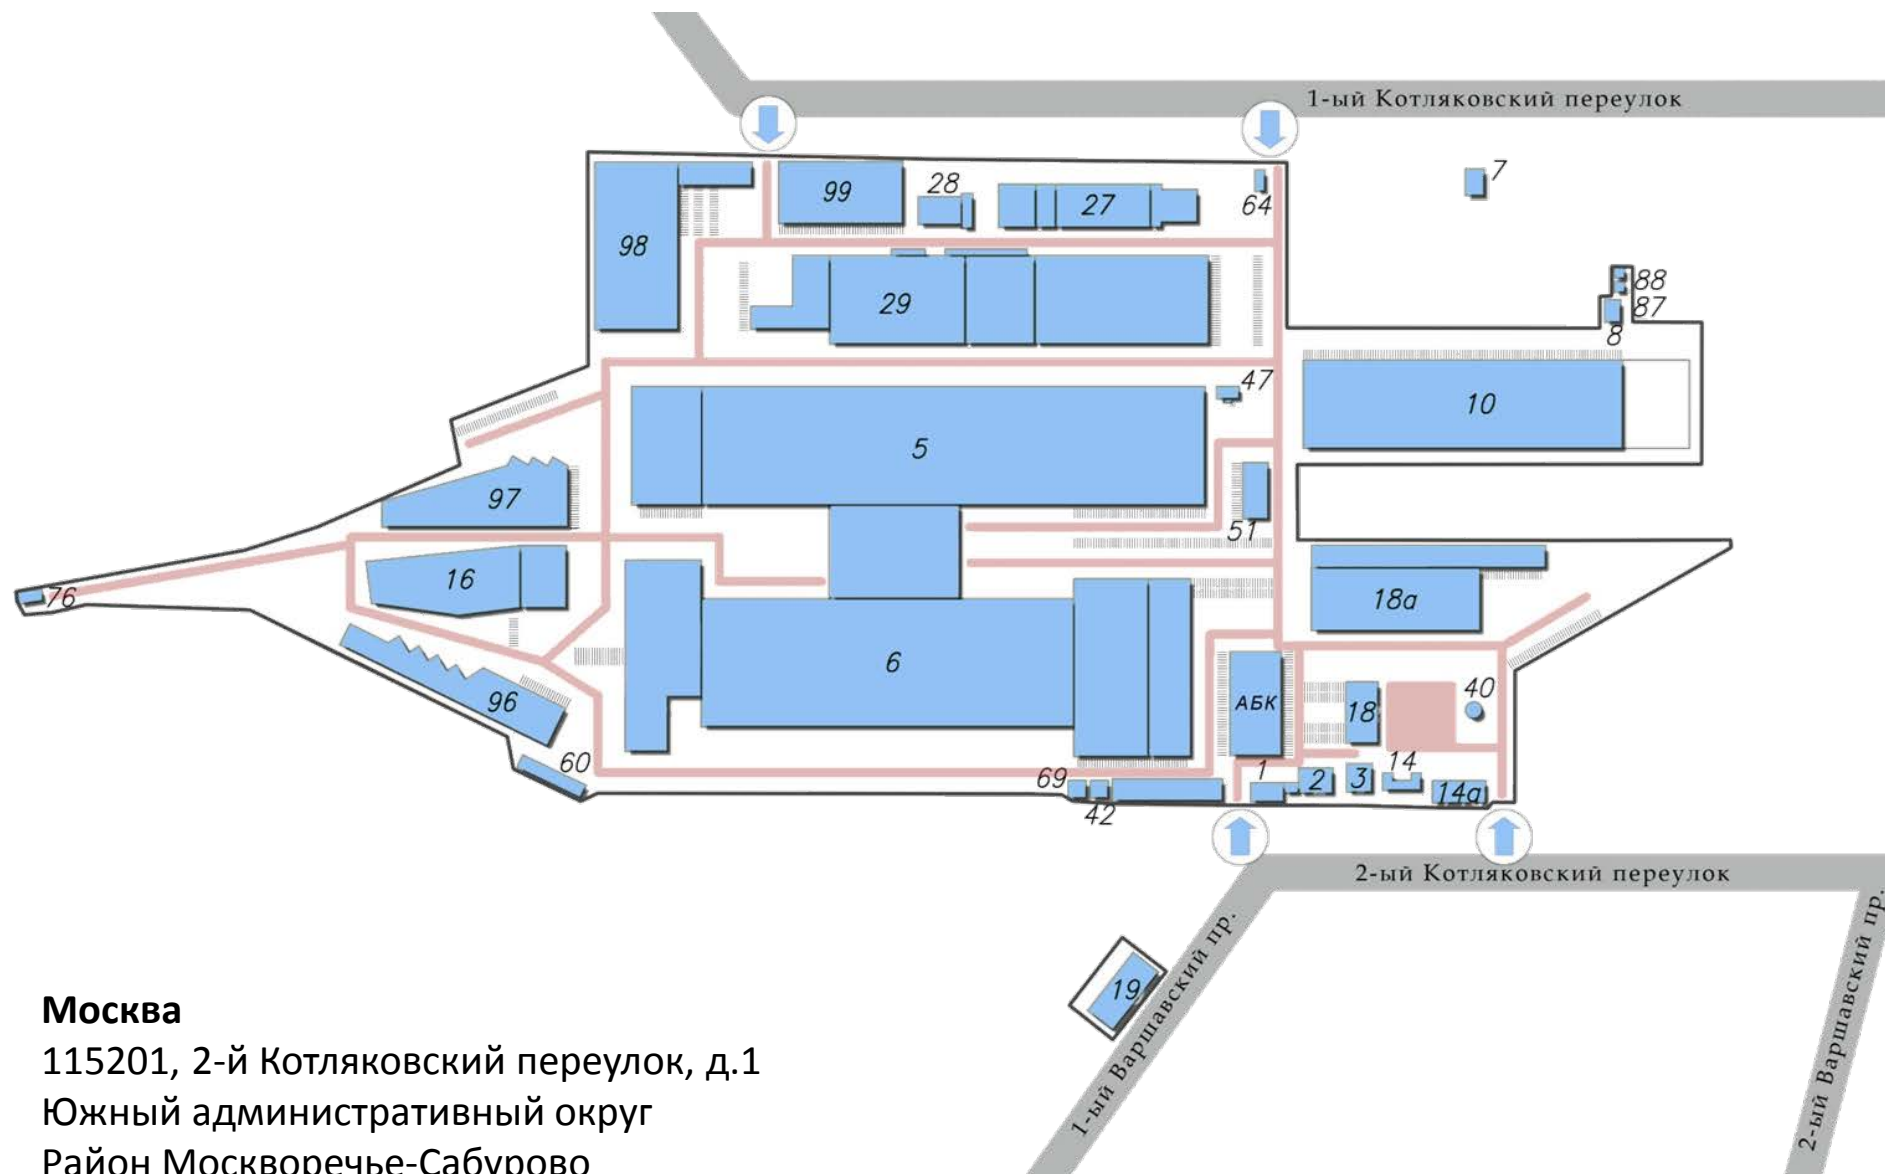 1-ый Котляковский переулок
7
99
28
27
64
98
88
87
8
29
47
10
5
97
51
16
76
18а
6
96
АБК
18
40
60
69
42
1
2
3
14
14а
2-ый Котляковский переулок
1-ый Варшавский пр.
2-ый Варшавский пр.
19
Москва
115201, 2-й Котляковский переулок, д.1
Южный административный округ
Район Москворечье-Сабурово